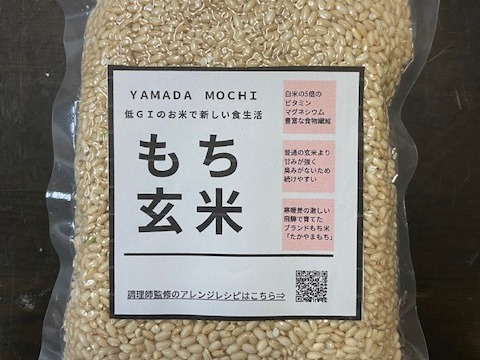 YAMADA MOCHI
低GIのお米で新しい食生活
もち
玄米
白米の5倍の
ビタミン
マグネシウム
豊富な食物繊維
普通の玄米より
甘みが強く
臭みがないため
続けやすい
寒暖差の激しい
飛騨で育てた
ブランドもち米
「たかやまもち」
調理師監修のアレンジレシピはこちら⇒